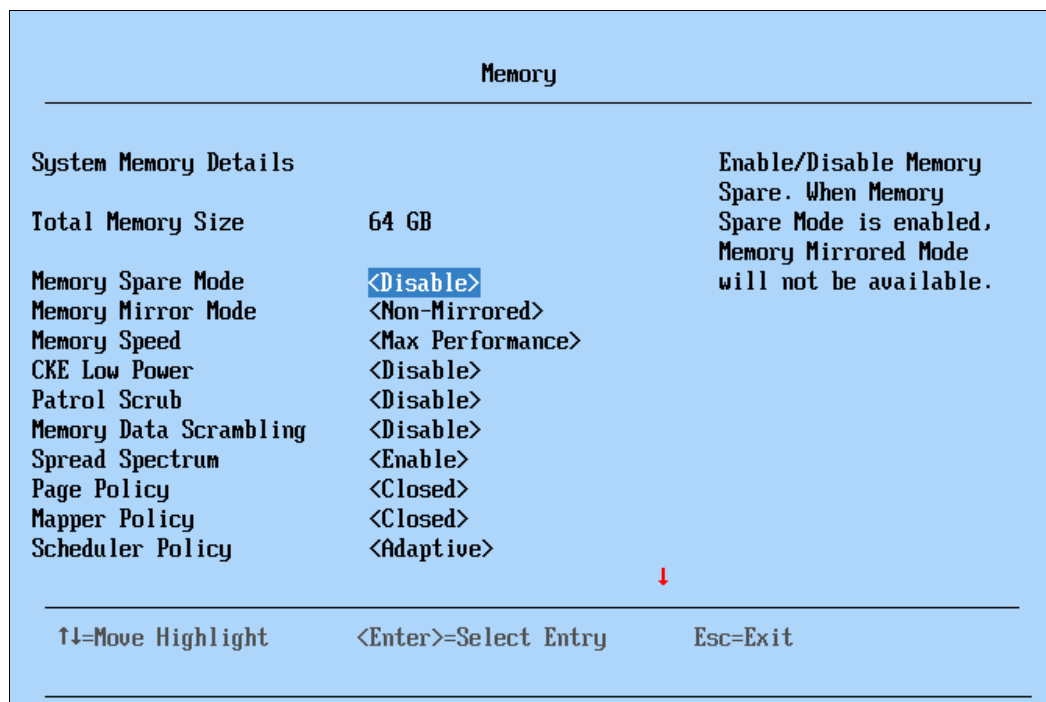 Memory
System Memory Details
Total Memory Size 64 GB
Memory Spare Mode <Disable>
Memory Mirror Mode <Non-Mirrored>
Memory Speed <Max Performance>
CKE Low Power <Disable>
Patrol Scrub <Disable>
Memory Data Scrambling <Disable>
Spread Spectrum <Enable>
Page Policy <Closed>
Mapper Policy <Closed>
Scheduler Policy <Adaptive>
Enable/Disable Memory
Spare. When Memory
Spare Mode is enabled,
Memory Mirrored Mode
will not be available.
↓
↑↓=Move Highlight <Enter>=Select Entry Esc=Exit